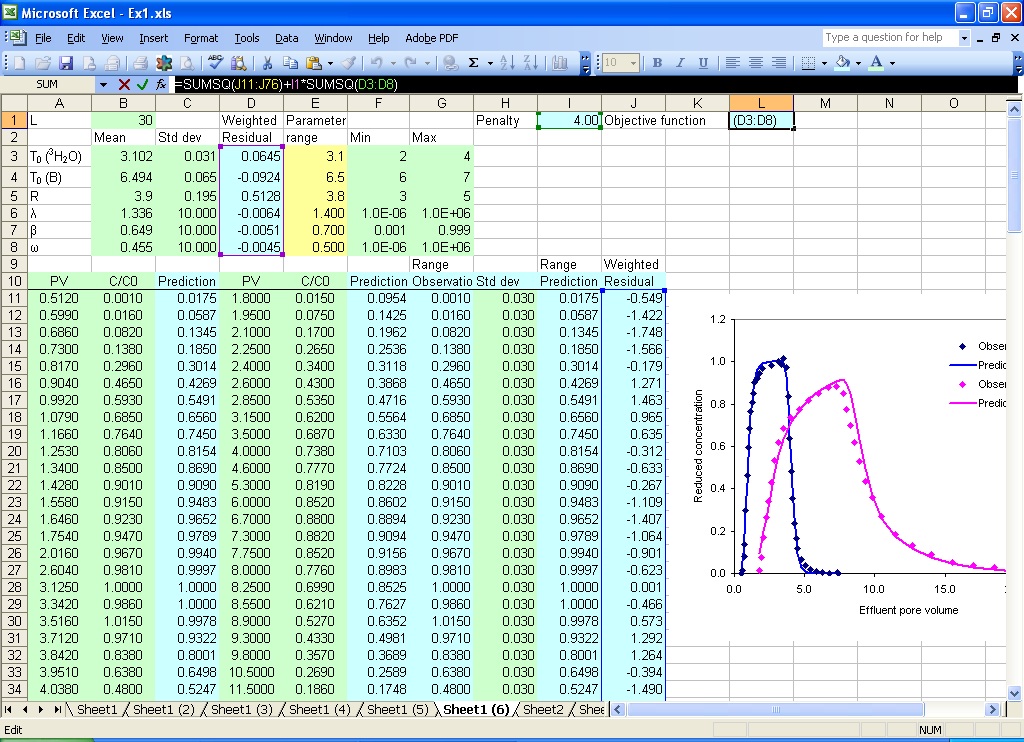 Microsoft Excel - Ex1.xls
File Edit View Insert Format Tools Data Window Help Adobe PDF
Type a question for help
10 B I U
SUM =SUMSQ(J11:J76)+I1*SUMSQ(D3:D8)
A B C D E F G H I J K L M N O
1 L 30 Weighted Parameter Penalty 4.00 Objective function (D3:D8)
2 Mean Std dev Residual range Min Max
3 T₀ (³H₂O) 3.102 0.031 0.0645 3.1 2 4
4 T₀ (B) 6.494 0.065 -0.0924 6.5 6 7
5 R 3.9 0.195 0.5128 3.8 3 5
6 λ 1.336 10.000 -0.0064 1.400 1.0E-06 1.0E+06
7 β 0.649 10.000 -0.0051 0.700 0.001 0.999
8 ω 0.455 10.000 -0.0045 0.500 1.0E-06 1.0E+06
9 Range Range Weighted
10 PV C/C0 Prediction PV C/C0 Prediction Observatio Std dev Prediction Residual
11 0.5120 0.0010 0.0175 1.8000 0.0150 0.0954 0.0010 0.030 0.0175 -0.549
12 0.5990 0.0160 0.0587 1.9500 0.0750 0.1425 0.0160 0.030 0.0587 -1.422
13 0.6860 0.0820 0.1345 2.1000 0.1700 0.1962 0.0820 0.030 0.1345 -1.748
14 0.7300 0.1380 0.1850 2.2500 0.2650 0.2536 0.1380 0.030 0.1850 -1.566
15 0.8170 0.2960 0.3014 2.4000 0.3400 0.3118 0.2960 0.030 0.3014 -0.179
16 0.9040 0.4650 0.4269 2.6000 0.4300 0.3868 0.4650 0.030 0.4269 1.271
17 0.9920 0.5930 0.5491 2.8500 0.5350 0.4716 0.5930 0.030 0.5491 1.463
18 1.0790 0.6850 0.6560 3.1500 0.6200 0.5564 0.6850 0.030 0.6560 0.965
19 1.1660 0.7640 0.7450 3.5000 0.6870 0.6330 0.7640 0.030 0.7450 0.635
20 1.2530 0.8060 0.8154 4.0000 0.7380 0.7103 0.8060 0.030 0.8154 -0.312
21 1.3400 0.8500 0.8690 4.6000 0.7770 0.7724 0.8500 0.030 0.8690 -0.633
22 1.4280 0.9010 0.9090 5.3000 0.8190 0.8228 0.9010 0.030 0.9090 -0.267
23 1.5580 0.9150 0.9483 6.0000 0.8520 0.8602 0.9150 0.030 0.9483 -1.109
24 1.6460 0.9230 0.9652 6.7000 0.8800 0.8894 0.9230 0.030 0.9652 -1.407
25 1.7540 0.9470 0.9789 7.3000 0.8820 0.9094 0.9470 0.030 0.9789 -1.064
26 2.0160 0.9670 0.9940 7.7500 0.8520 0.9156 0.9670 0.030 0.9940 -0.901
27 2.6040 0.9810 0.9997 8.0000 0.7760 0.8983 0.9810 0.030 0.9997 -0.623
28 3.1250 1.0000 1.0000 8.2500 0.6990 0.8525 1.0000 0.030 1.0000 0.001
29 3.3420 0.9860 1.0000 8.5500 0.6210 0.7627 0.9860 0.030 1.0000 -0.466
30 3.5160 1.0150 0.9978 8.9000 0.5270 0.6352 1.0150 0.030 0.9978 0.573
31 3.7120 0.9710 0.9322 9.3000 0.4330 0.4981 0.9710 0.030 0.9322 1.292
32 3.8420 0.8380 0.8001 9.8000 0.3570 0.3689 0.8380 0.030 0.8001 1.264
33 3.9510 0.6380 0.6498 10.5000 0.2690 0.2589 0.6380 0.030 0.6498 -0.394
34 4.0380 0.4800 0.5247 11.5000 0.1860 0.1748 0.4800 0.030 0.5247 -1.490
1.2
1.0
0.8
0.6
0.4
0.2
0.0
Reduced concentration
0.0 5.0 10.0 15.0
Effluent pore volume
Obser
Predic
Obser
Predic
Sheet1 Sheet1 (2) Sheet1 (3) Sheet1 (4) Sheet1 (5) Sheet1 (6) Sheet2 Shee
Edit NUM